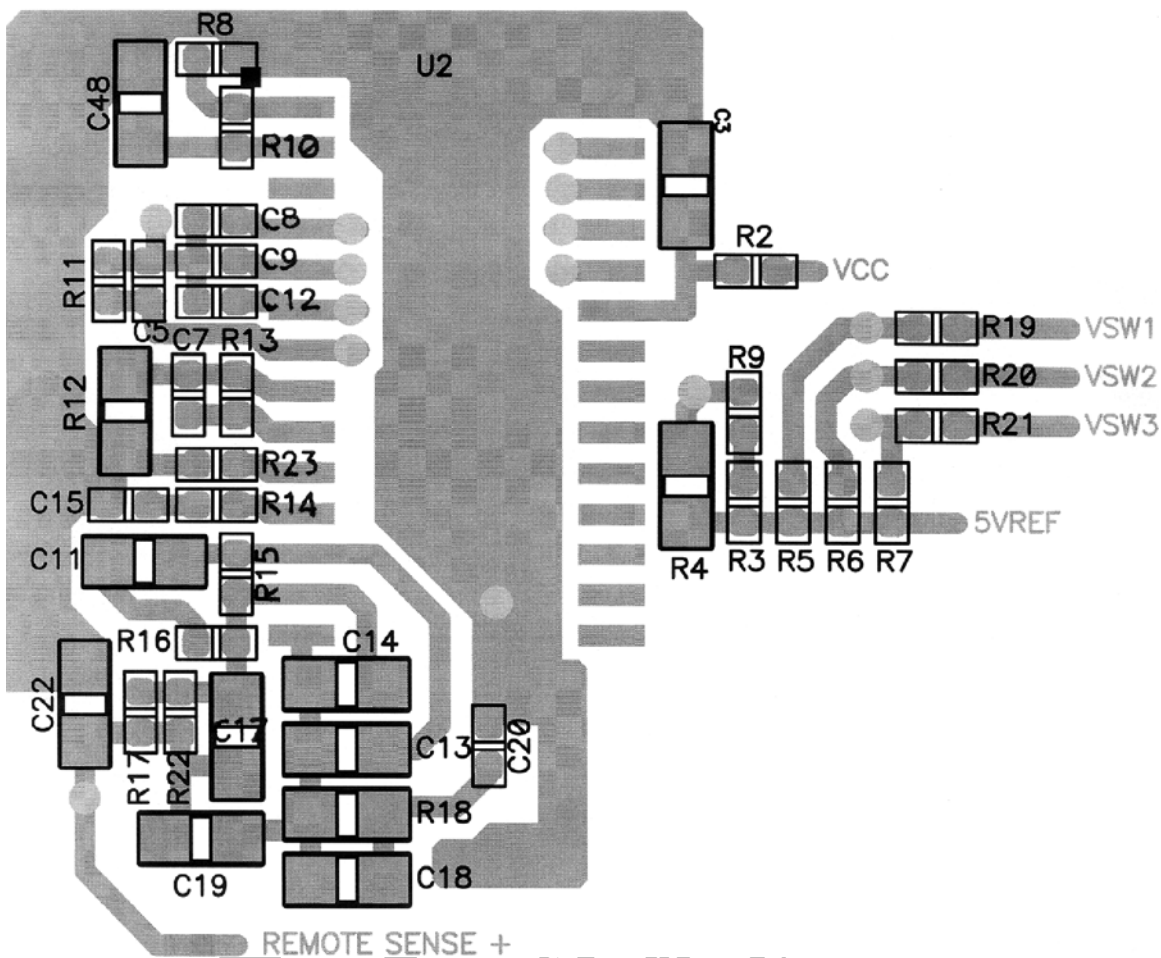 R8
U2
C48
C3
R10
C8
R2
C9
VCC
R11
C12
C5
C7
R13
R19
VSW1
R9
R12
R20
VSW2
R21
VSW3
R23
C15
R14
5VREF
C11
R15
R4
R3
R5
R6
R7
R16
C14
C22
C17
C13
C20
R17
R22
R18
C19
C18
REMOTE SENSE +